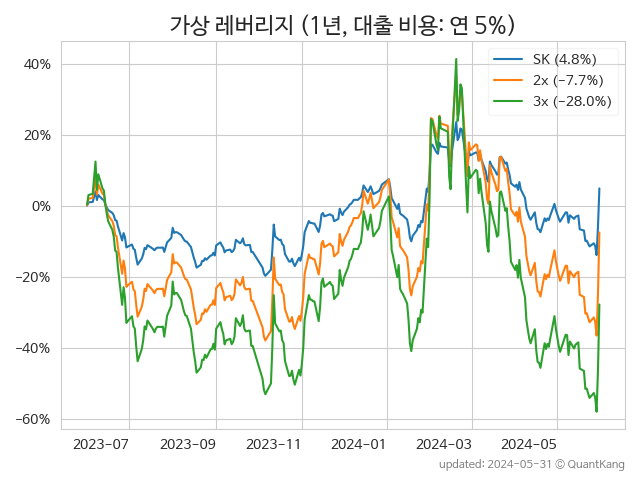 가상 레버리지 (1년, 대출 비용: 연 5%)
SK (4.8%)
2x (−7.7%)
3x (−28.0%)
40%
20%
0%
−20%
−40%
−60%
2023-07
2023-09
2023-11
2024-01
2024-03
2024-05
updated: 2024-05-31 © QuantKang